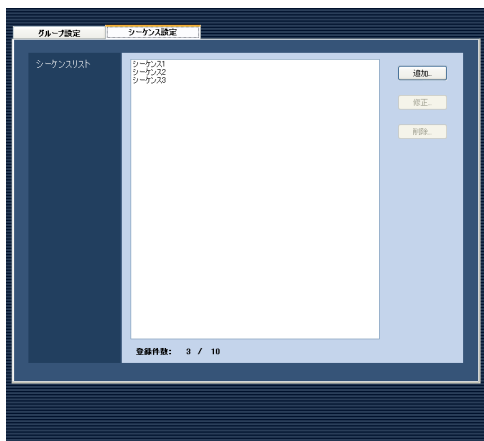 グループ設定 シーケンス設定
シーケンスリスト
シーケンス1
シーケンス2
シーケンス3
追加...
修正...
削除...
登録件数: 3 / 10